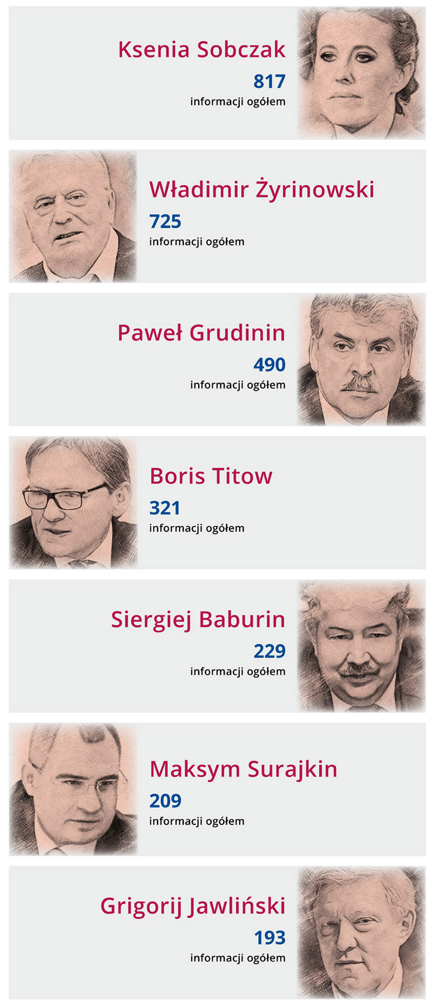 Ksenia Sobczak
817
informacji ogółem
Władimir Żyrinowski
725
informacji ogółem
Paweł Grudinin
490
informacji ogółem
Boris Titow
321
informacji ogółem
Siergiej Baburin
229
informacji ogółem
Maksym Surajkin
209
informacji ogółem
Grigorij Jawliński
193
informacji ogółem